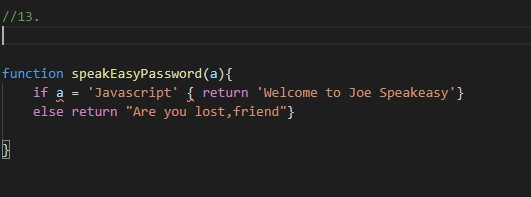 //13.
function speakEasyPassword(a){
if a = 'Javascript' { return 'Welcome to Joe Speakeasy'}
else return "Are you lost,friend"}
}